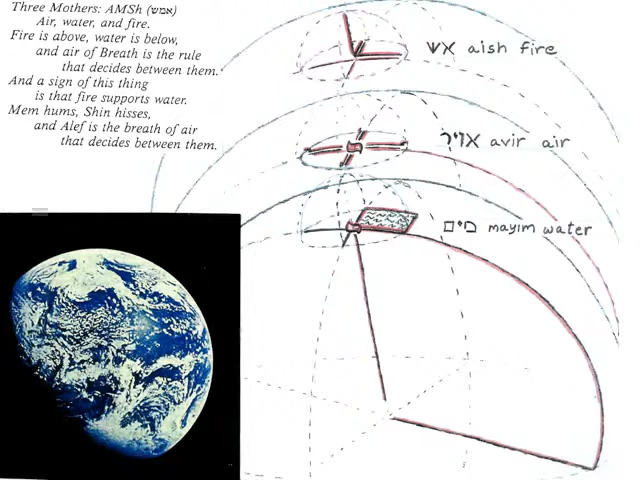 Three Mothers: AMSh (אמש)
Air, water, and fire.
Fire is above, water is below,
and air of Breath is the rule
that decides between them.
And a sign of this thing
is that fire supports water.
Mem hums, Shin hisses,
and Alef is the breath of air
that decides between them.
אש aish fire
אויר avir air
מים mayim water